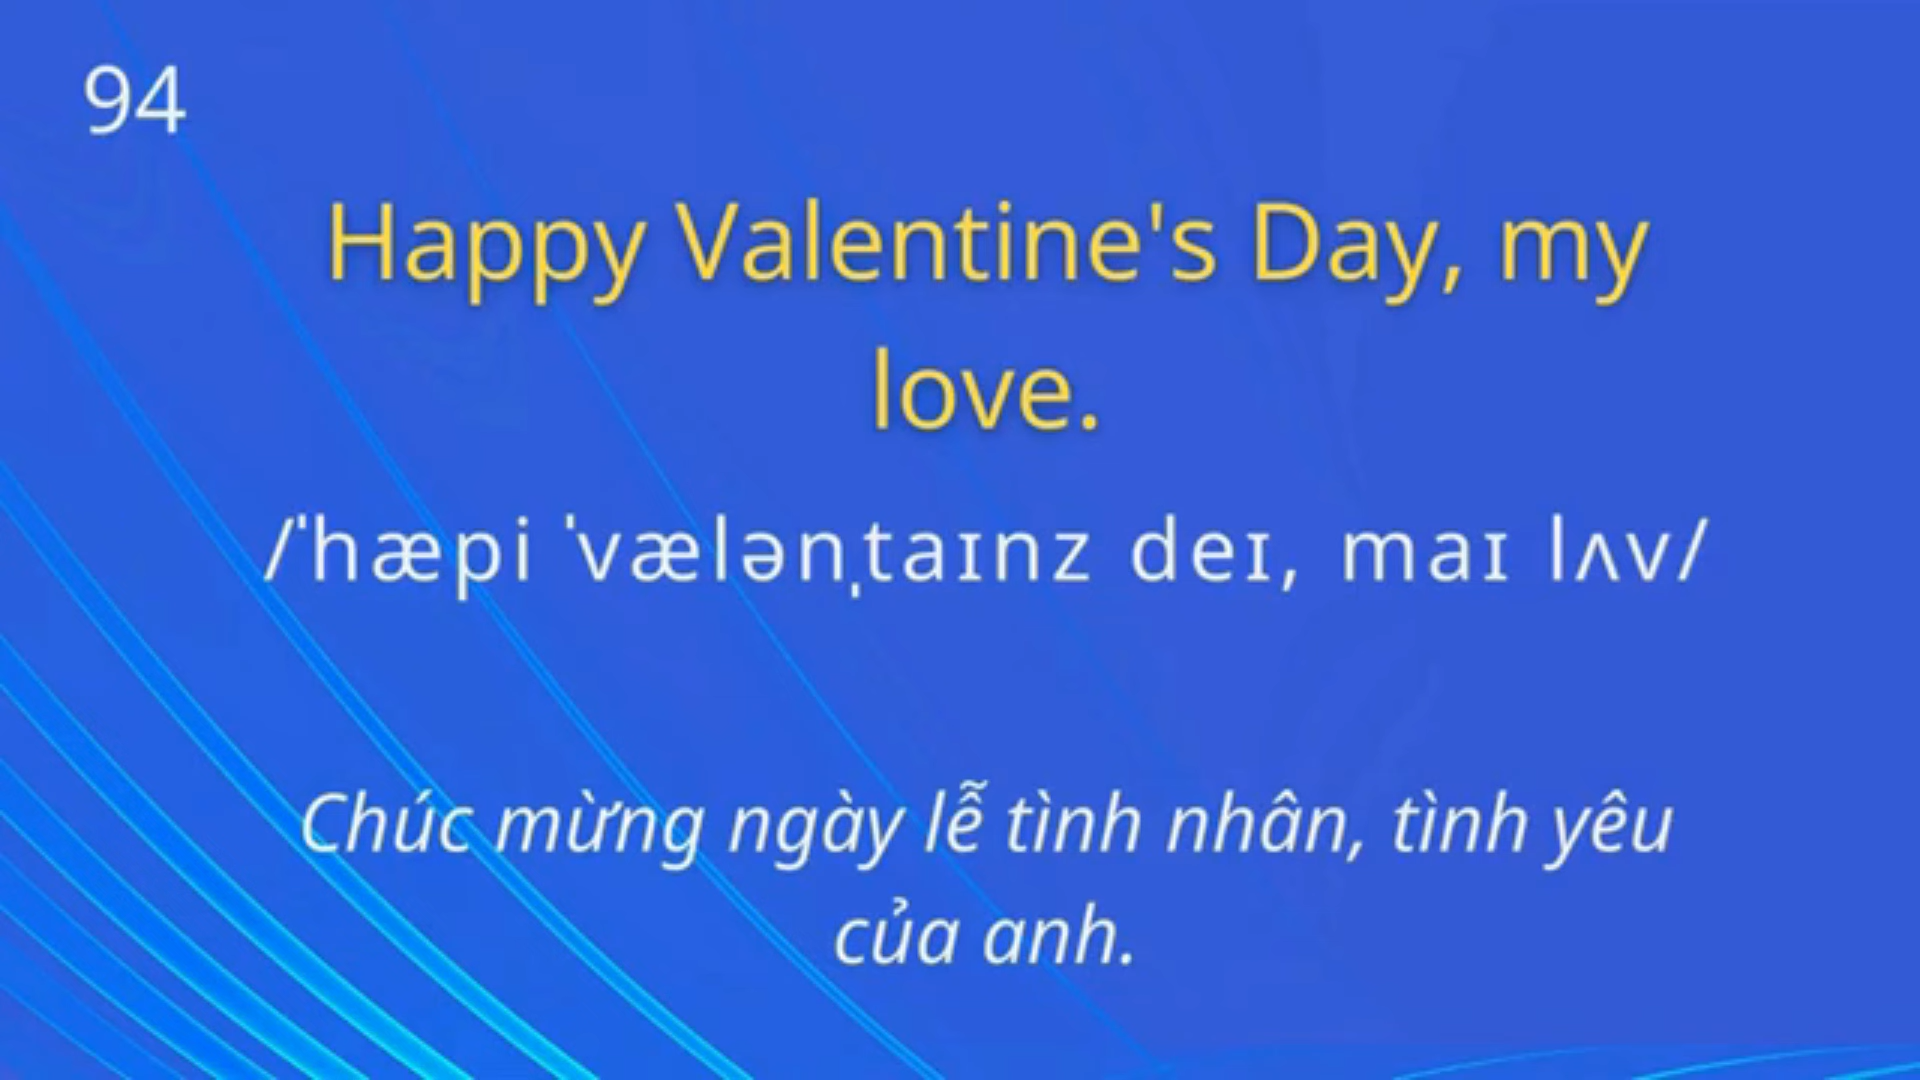 94
Happy Valentine's Day, my
love.
/ˈhæpi ˈvælənˌtaɪnz deɪ, maɪ lʌv/
Chúc mừng ngày lễ tình nhân, tình yêu
của anh.